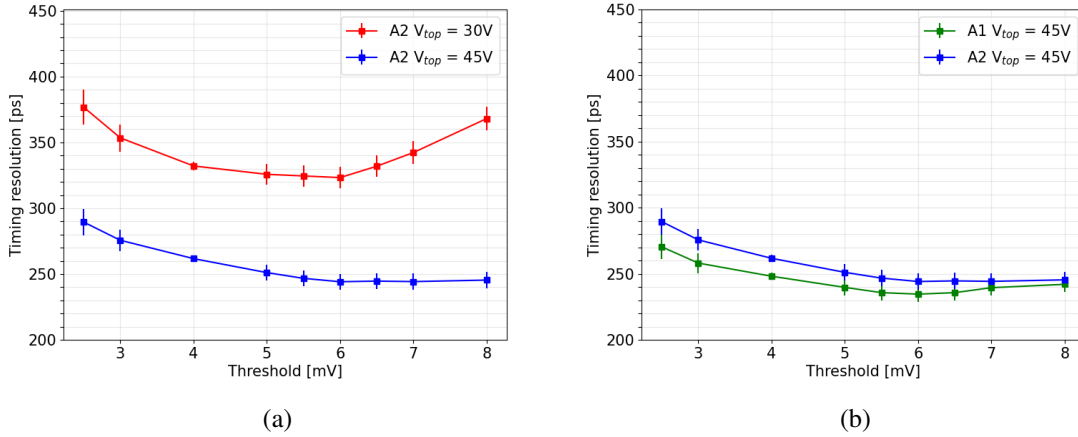 450
400
350
300
250
200
Timing resolution [ps]
A2 V_top = 30V
A2 V_top = 45V
3 4 5 6 7 8
Threshold [mV]
(a)
450
400
350
300
250
200
Timing resolution [ps]
A1 V_top = 45V
A2 V_top = 45V
3 4 5 6 7 8
Threshold [mV]
(b)